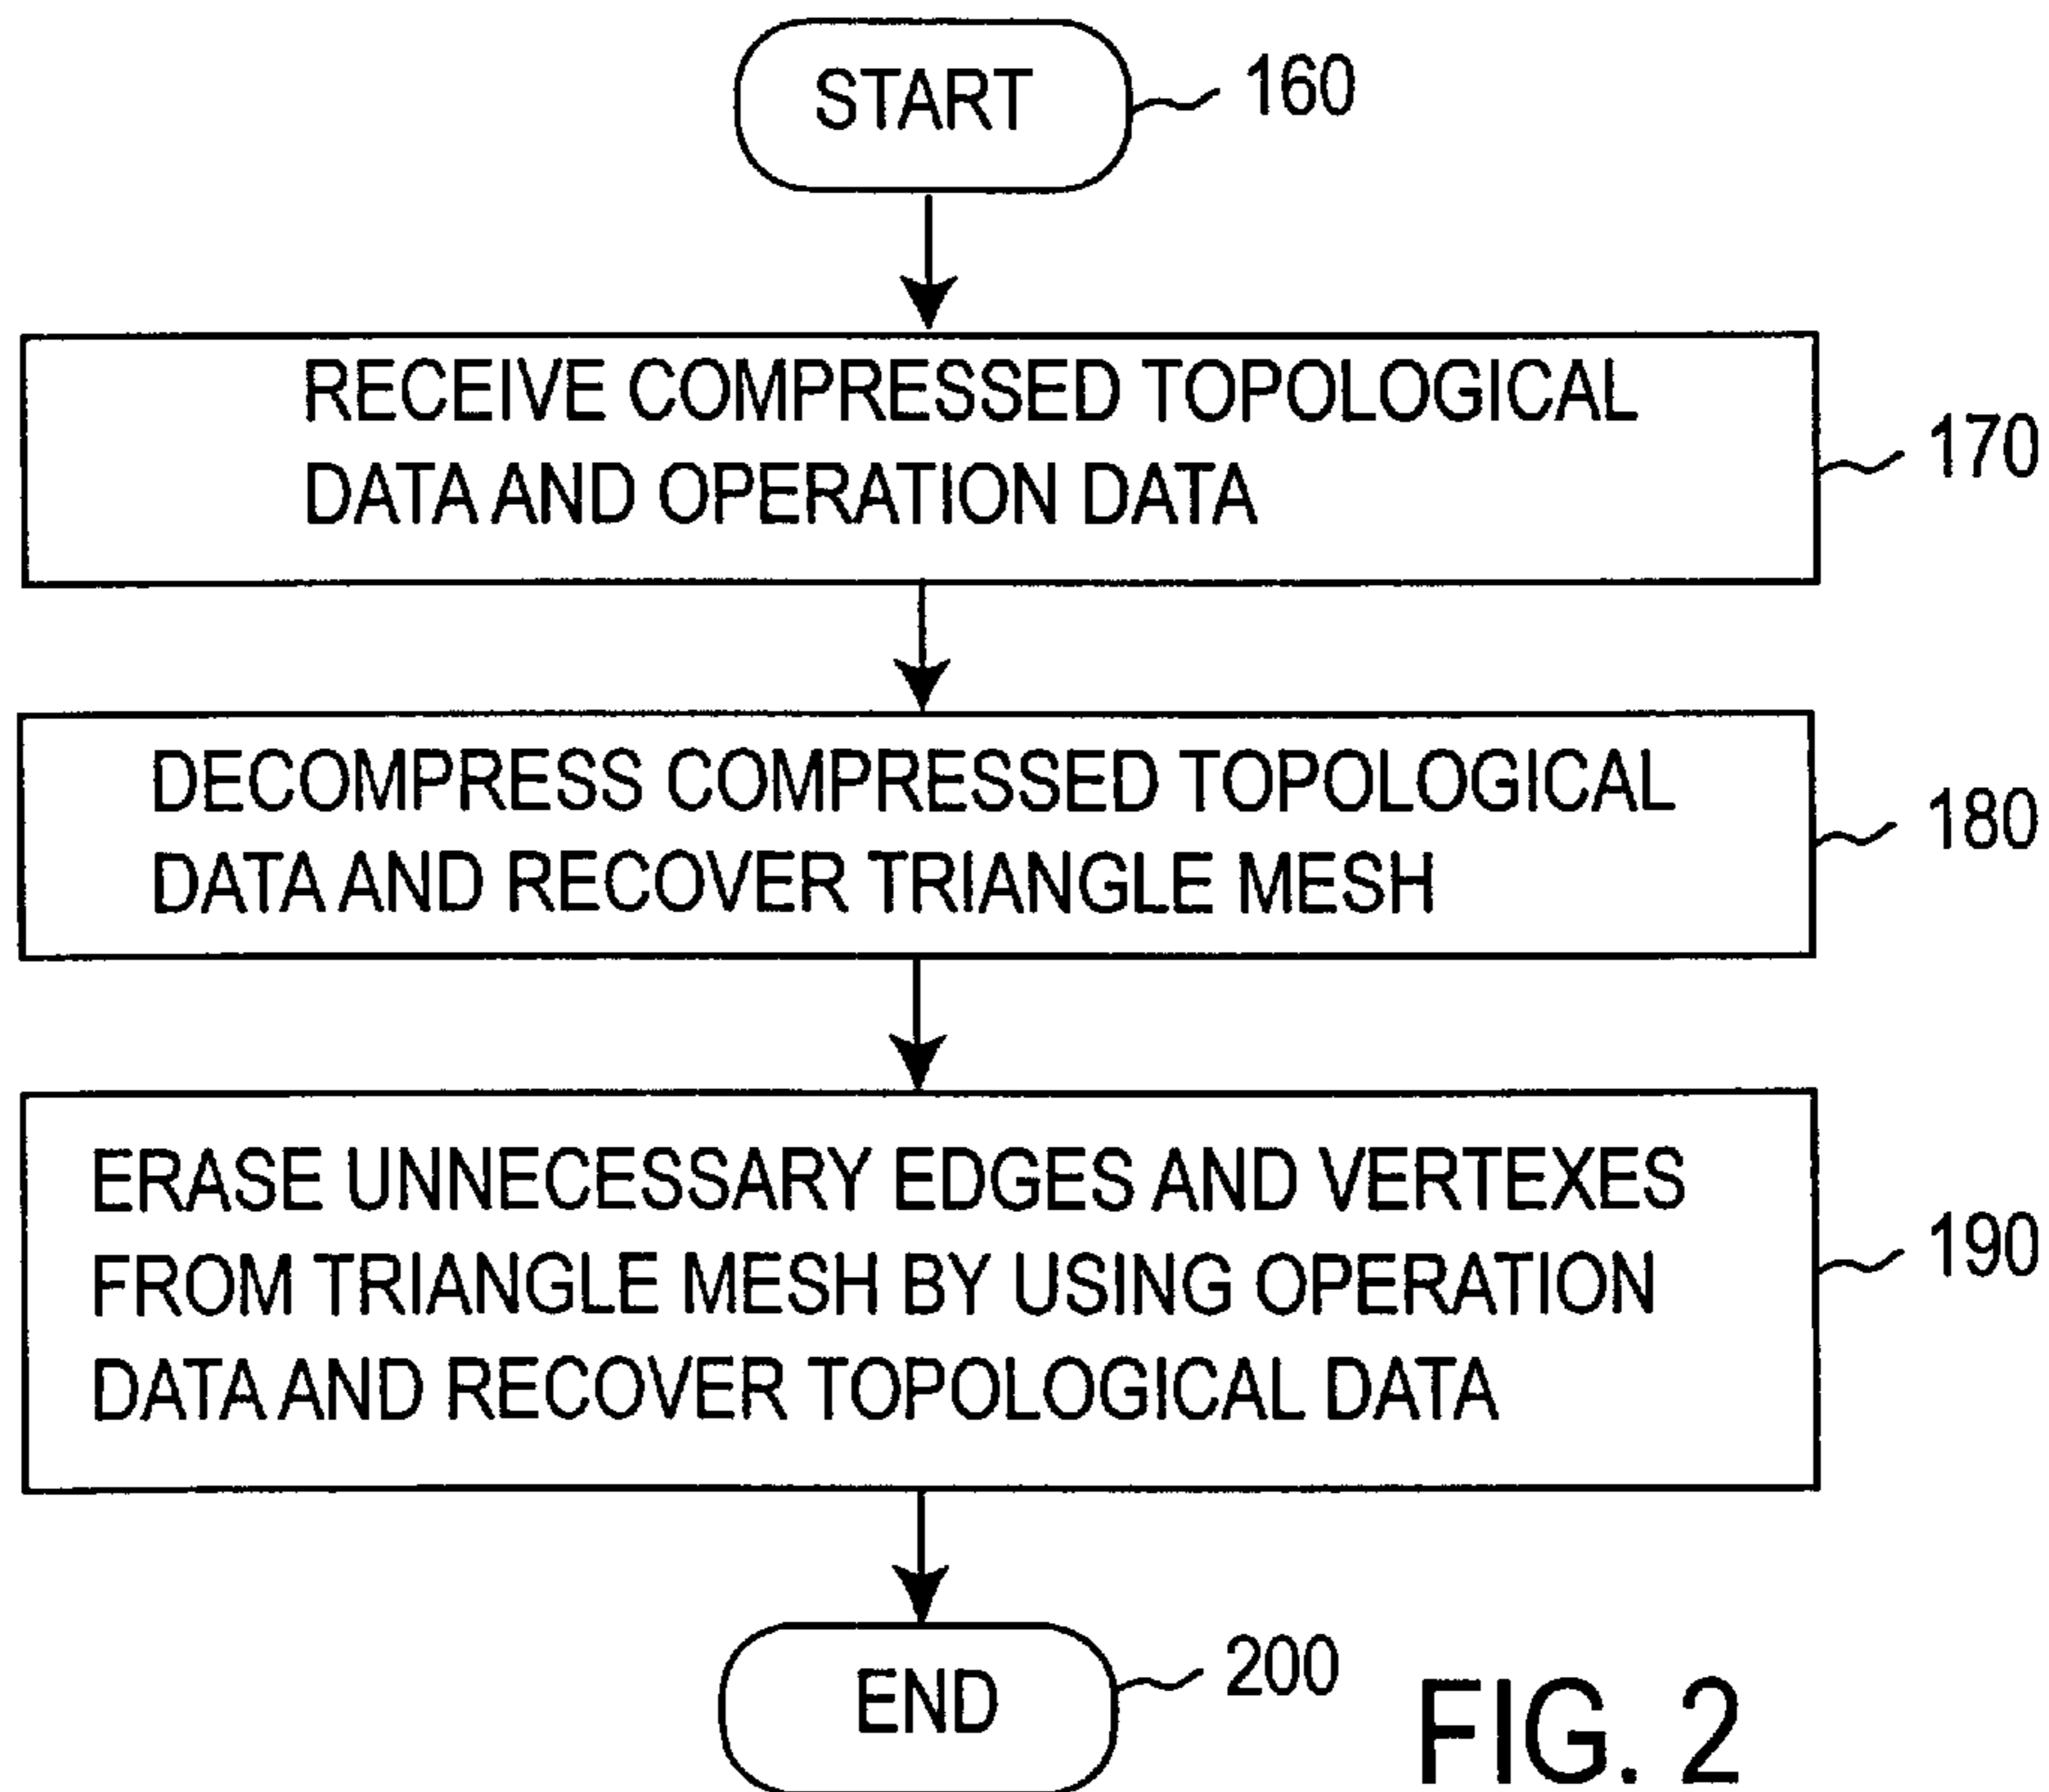 START
160
RECEIVE COMPRESSED TOPOLOGICAL
DATA AND OPERATION DATA
170
DECOMPRESS COMPRESSED TOPOLOGICAL
DATA AND RECOVER TRIANGLE MESH
180
ERASE UNNECESSARY EDGES AND VERTEXES
FROM TRIANGLE MESH BY USING OPERATION
DATA AND RECOVER TOPOLOGICAL DATA
190
END
200
FIG. 2